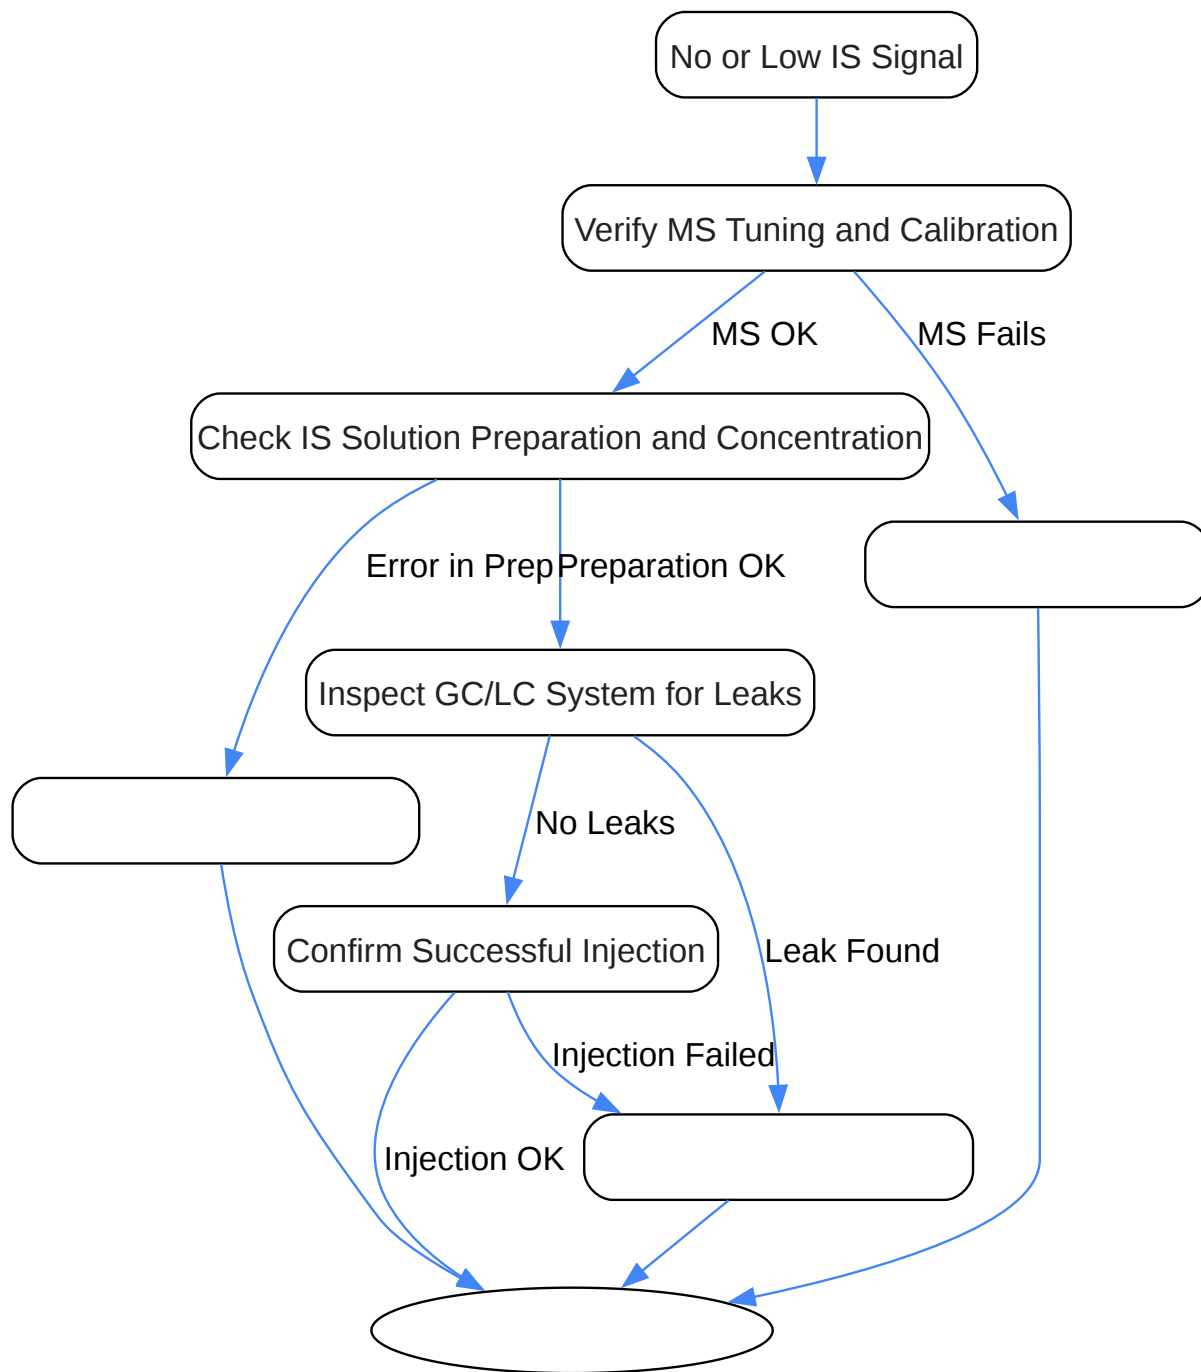 No or Low IS Signal
Verify MS Tuning and Calibration
MS OK
MS Fails
Check IS Solution Preparation and Concentration
Error in Prep
Preparation OK
Inspect GC/LC System for Leaks
No Leaks
Confirm Successful Injection
Leak Found
Injection Failed
Injection OK